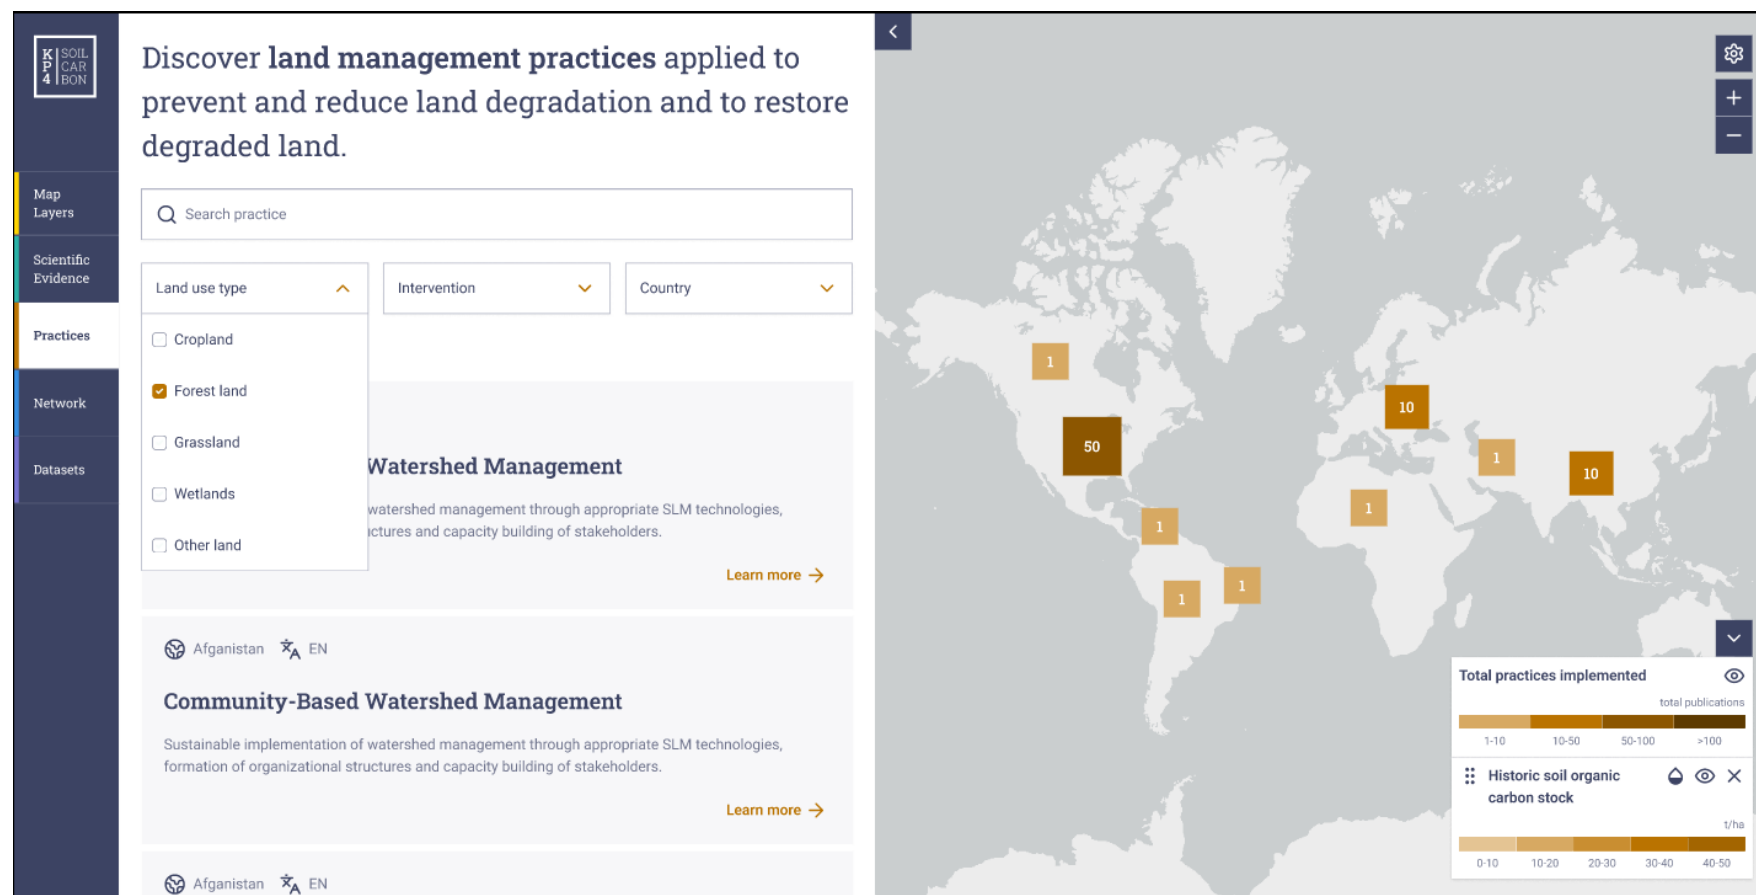 KP4 SOIL CARBON
Map
Layers
Scientific
Evidence
Practices
Network
Datasets
Discover land management practices applied to
prevent and reduce land degradation and to restore
degraded land.
Search practice
Land use type
Intervention
Country
Cropland
Forest land
Grassland
Wetlands
Other land
Watershed Management
watershed management through appropriate SLM technologies,
ctures and capacity building of stakeholders.
Learn more
Afganistan EN
Community-Based Watershed Management
Sustainable implementation of watershed management through appropriate SLM technologies,
formation of organizational structures and capacity building of stakeholders.
Learn more
Afganistan EN
1
10
50
1
10
1
1
1
1
Total practices implemented
total publications
1-10 10-50 50-100 >100
Historic soil organic
carbon stock
t/ha
0-10 10-20 20-30 30-40 40-50